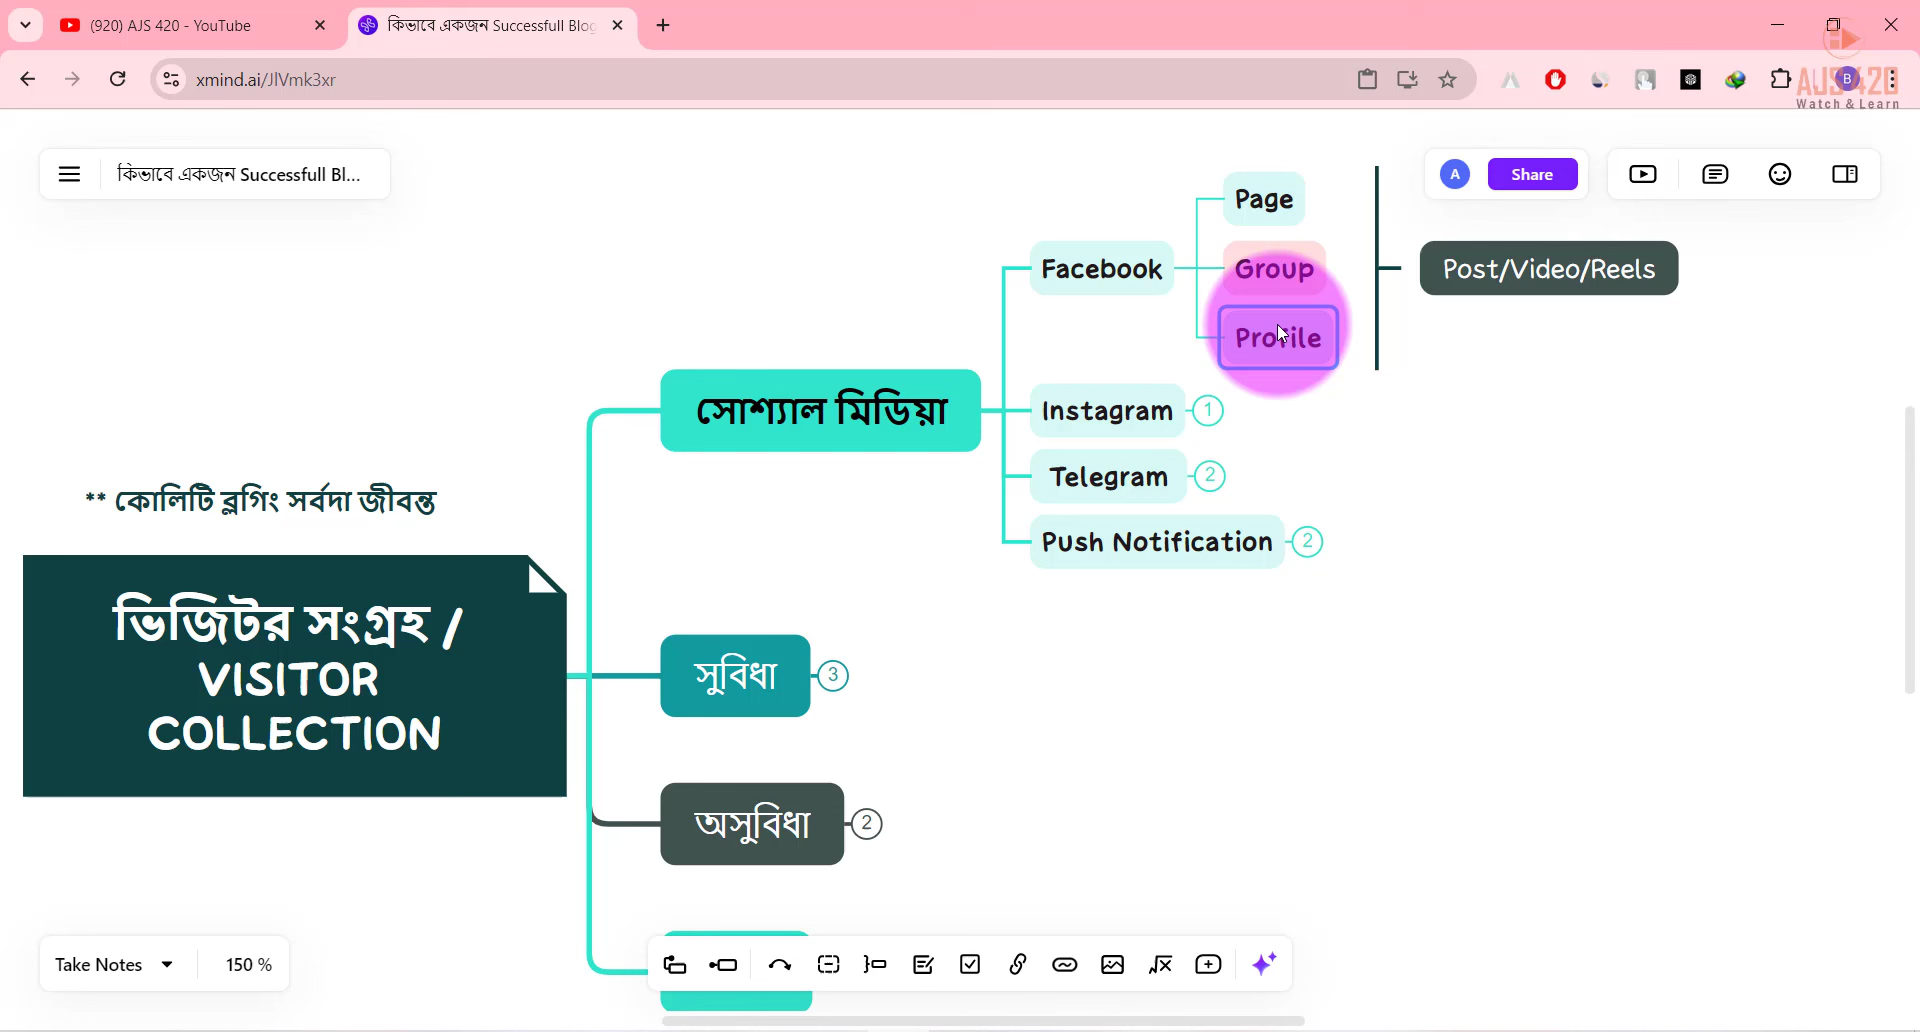 (920) AJS 420 - YouTube
কিভাবে একজন Successfull Blog
xmind.ai/JlVmk3xr
B
AJS 420
Watch & Learn
কিভাবে একজন Successfull Bl...
A
Share
Page
Facebook
Group
Post/Video/Reels
Profile
সোশ্যাল মিডিয়া
Instagram
1
Telegram
2
Push Notification
2
** কোলিটি ব্লগিং সর্বদা জীবন্ত
ভিজিটর সংগ্রহ /
VISITOR
COLLECTION
সুবিধা
3
অসুবিধা
2
Take Notes
150 %